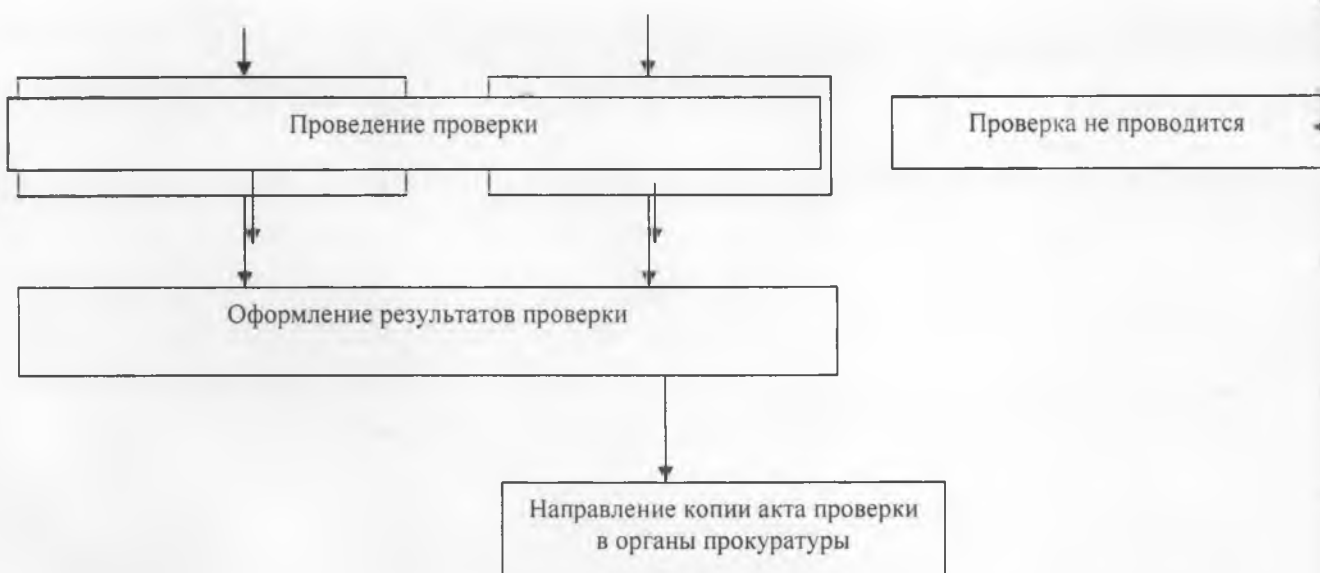 Проведение проверки
Проверка не проводится
Оформление результатов проверки
Направление копии акта проверки
в органы прокуратуры